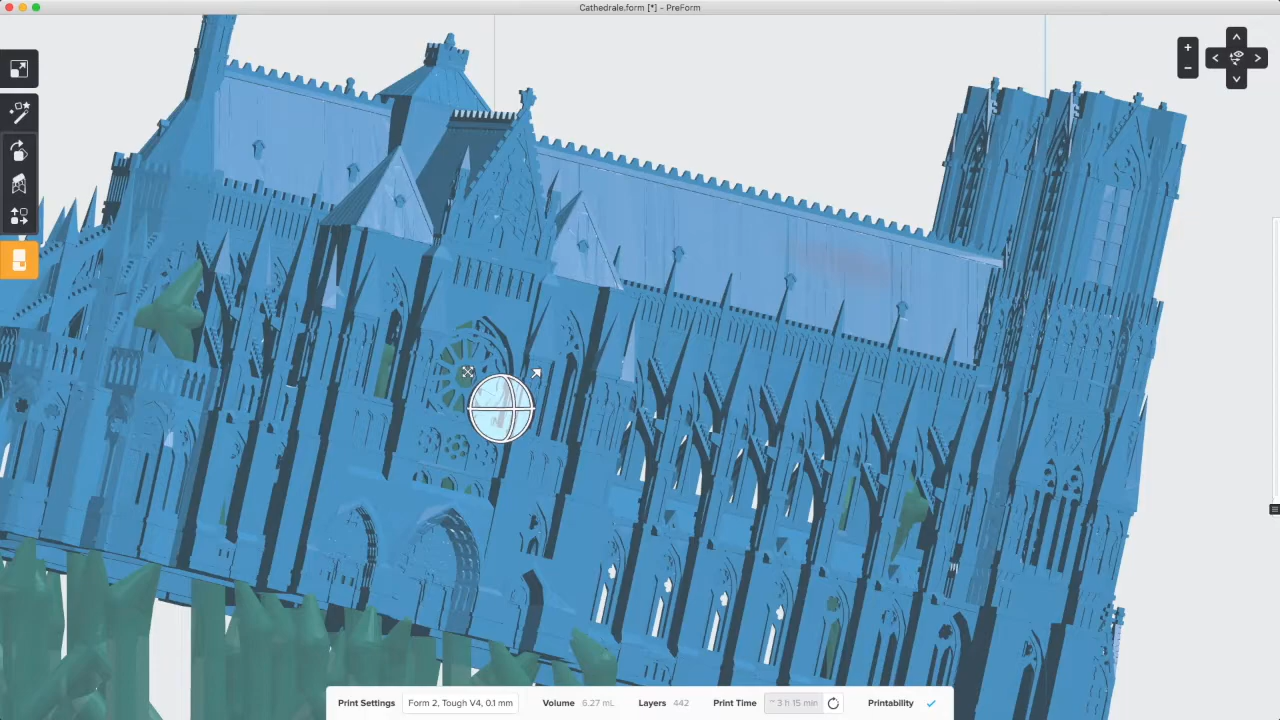 Cathedrale.form [*] - PreForm
Print Settings Form 2, Tough V4, 0.1 mm Volume 6.27 mL Layers 442 Print Time ~ 3 h 15 min Printability